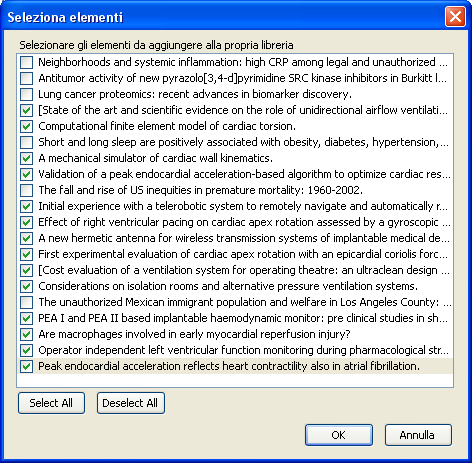 Seleziona elementi
Selezionare gli elementi da aggiungere alla propria libreria
Neighborhoods and systemic inflammation: high CRP among legal and unauthorized ...
Antitumor activity of new pyrazolo[3,4-d]pyrimidine SRC kinase inhibitors in Burkitt l...
Lung cancer proteomics: recent advances in biomarker discovery.
[State of the art and scientific evidence on the role of unidirectional airflow ventilati...
Computational finite element model of cardiac torsion.
Short and long sleep are positively associated with obesity, diabetes, hypertension, ...
A mechanical simulator of cardiac wall kinematics.
Validation of a peak endocardial acceleration-based algorithm to optimize cardiac res...
The fall and rise of US inequities in premature mortality: 1960-2002.
Initial experience with a telerobotic system to remotely navigate and automatically r...
Effect of right ventricular pacing on cardiac apex rotation assessed by a gyroscopic ...
A new hermetic antenna for wireless transmission systems of implantable medical de...
First experimental evaluation of cardiac apex rotation with an epicardial coriolis forc...
[Cost evaluation of a ventilation system for operating theatre: an ultraclean design ...
Considerations on isolation rooms and alternative pressure ventilation systems.
The unauthorized Mexican immigrant population and welfare in Los Angeles County: ...
PEA I and PEA II based implantable haemodynamic monitor: pre clinical studies in sh...
Are macrophages involved in early myocardial reperfusion injury?
Operator independent left ventricular function monitoring during pharmacological str...
Peak endocardial acceleration reflects heart contractility also in atrial fibrillation.
Select All
Deselect All
OK
Annulla